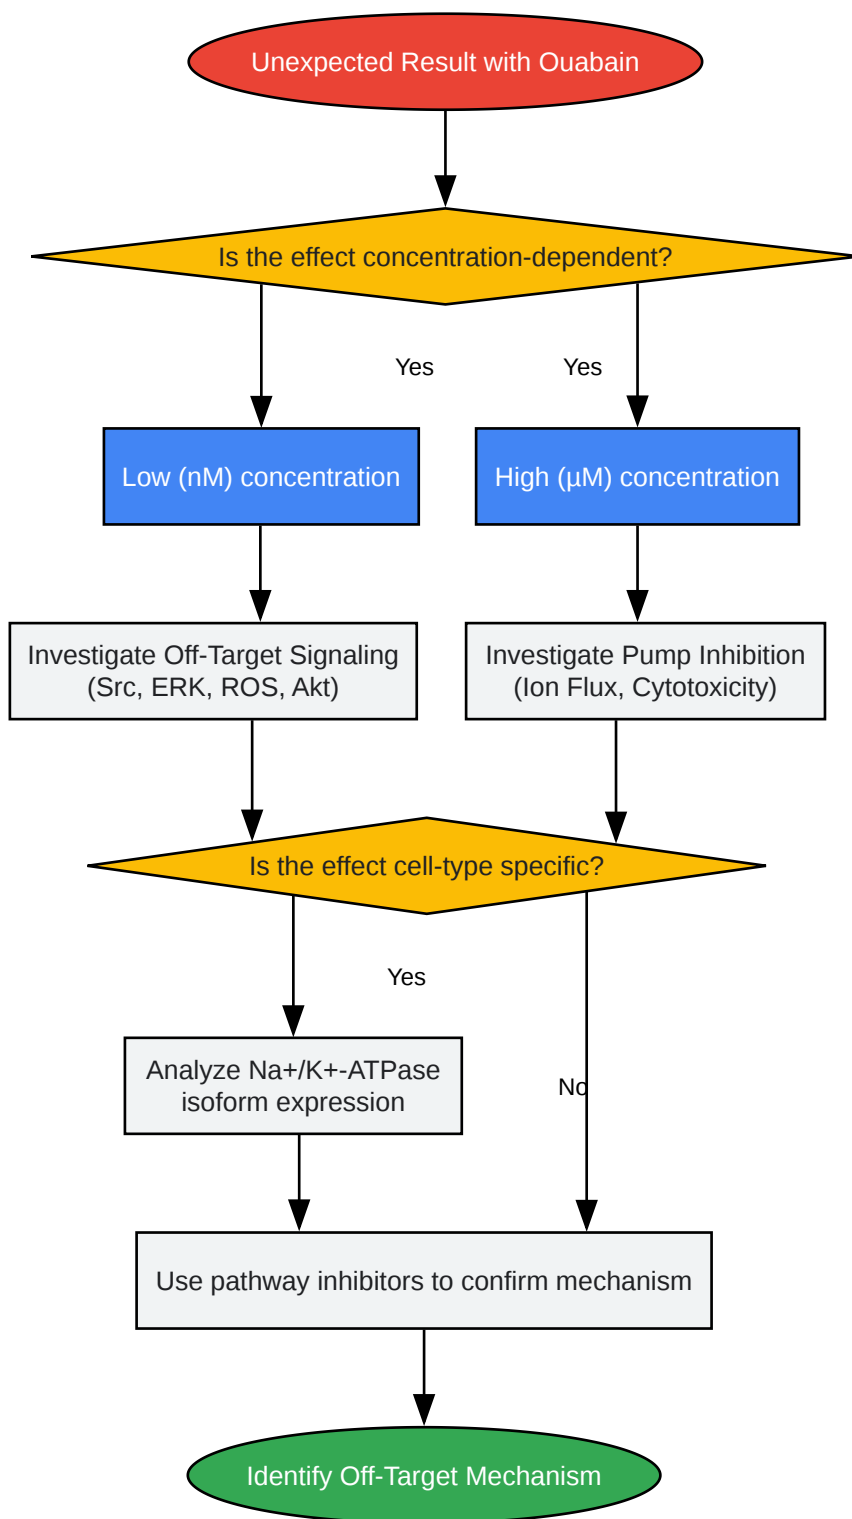 Unexpected Result with Ouabain
Is the effect concentration-dependent?
Yes
Yes
Low (nM) concentration
High (µM) concentration
Investigate Off-Target Signaling
(Src, ERK, ROS, Akt)
Investigate Pump Inhibition
(Ion Flux, Cytotoxicity)
Is the effect cell-type specific?
Yes
Analyze Na+/K+-ATPase
isoform expression
No
Use pathway inhibitors to confirm mechanism
Identify Off-Target Mechanism